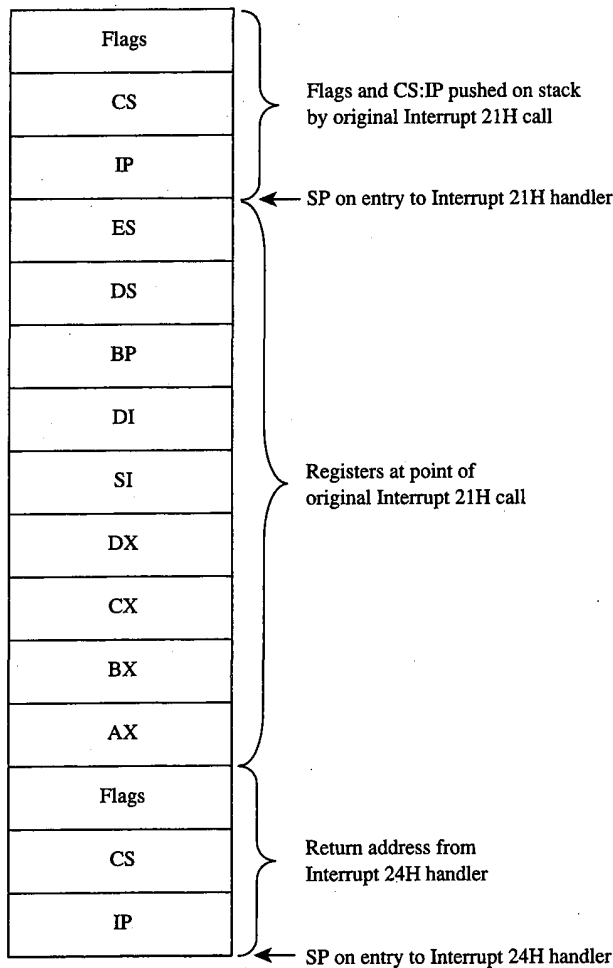 Flags
CS
IP
Flags and CS:IP pushed on stack
by original Interrupt 21H call
SP on entry to Interrupt 21H handler
ES
DS
BP
DI
SI
DX
CX
BX
AX
Registers at point of
original Interrupt 21H call
Flags
CS
IP
Return address from
Interrupt 24H handler
SP on entry to Interrupt 24H handler